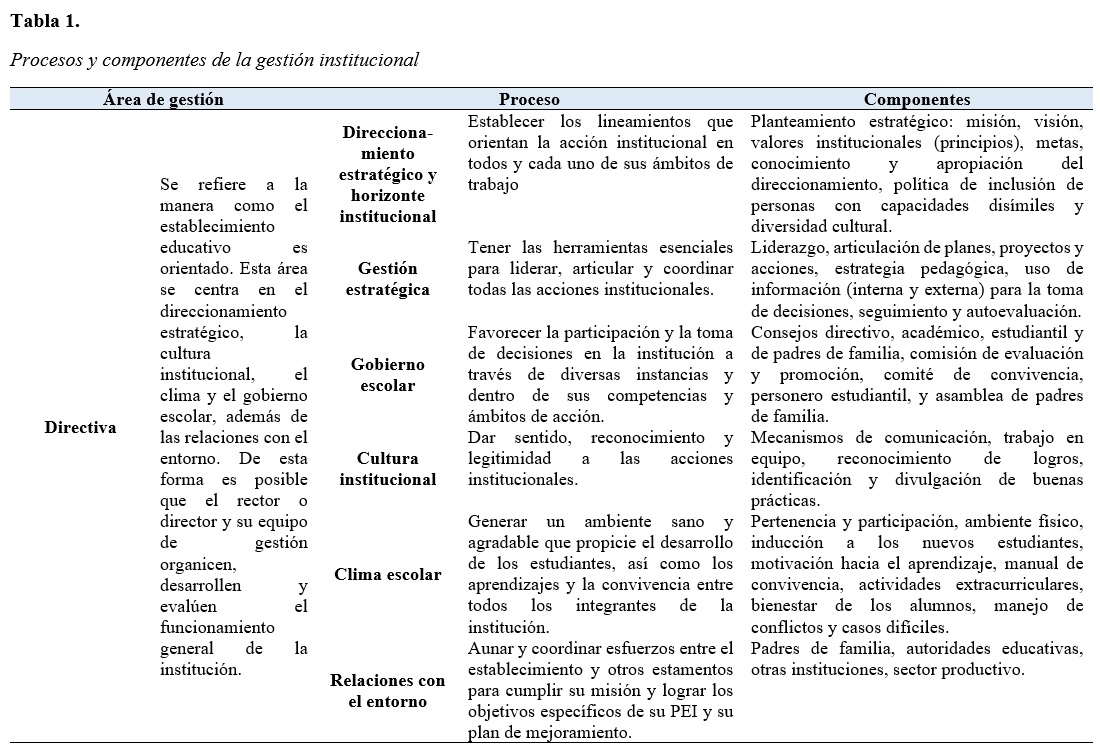 Tabla 1.
Procesos y componentes de la gestión institucional
Área de gestión
Proceso
Componentes
Directiva
Se refiere a la
manera como el
establecimiento
educativo es
orientado. Esta área
se centra en el
direccionamiento
estratégico, la
cultura
institucional, el
clima y el gobierno
escolar, además de
las relaciones con el
entorno. De esta
forma es posible
que el rector o
director y su equipo
de gestión
organicen,
desarrollen y
evalúen el
funcionamiento
general de la
institución.
Direcciona-
miento
estratégico y
horizonte
institucional
Establecer los lineamientos que
orientan la acción institucional en
todos y cada uno de sus ámbitos de
trabajo
Planteamiento estratégico: misión, visión,
valores institucionales (principios), metas,
conocimiento y apropiación del
direccionamiento, política de inclusión de
personas con capacidades disímiles y
diversidad cultural.
Gestión
estratégica
Tener las herramientas esenciales
para liderar, articular y coordinar
todas las acciones institucionales.
Liderazgo, articulación de planes, proyectos y
acciones, estrategia pedagógica, uso de
información (interna y externa) para la toma
de decisiones, seguimiento y autoevaluación.
Gobierno
escolar
Favorecer la participación y la toma
de decisiones en la institución a
través de diversas instancias y
dentro de sus competencias y
ámbitos de acción.
Consejos directivo, académico, estudiantil y
de padres de familia, comisión de evaluación
y promoción, comité de convivencia,
personero estudiantil, y asamblea de padres
de familia.
Cultura
institucional
Dar sentido, reconocimiento y
legitimidad a las acciones
institucionales.
Mecanismos de comunicación, trabajo en
equipo, reconocimiento de logros,
identificación y divulgación de buenas
prácticas.
Clima escolar
Generar un ambiente sano y
agradable que propicie el desarrollo
de los estudiantes, así como los
aprendizajes y la convivencia entre
todos los integrantes de la
institución.
Pertenencia y participación, ambiente físico,
inducción a los nuevos estudiantes,
motivación hacia el aprendizaje, manual de
convivencia, actividades extracurriculares,
bienestar de los alumnos, manejo de
conflictos y casos difíciles.
Relaciones con
el entorno
Aunar y coordinar esfuerzos entre el
establecimiento y otros estamentos
para cumplir su misión y lograr los
objetivos específicos de su PEI y su
plan de mejoramiento.
Padres de familia, autoridades educativas,
otras instituciones, sector productivo.